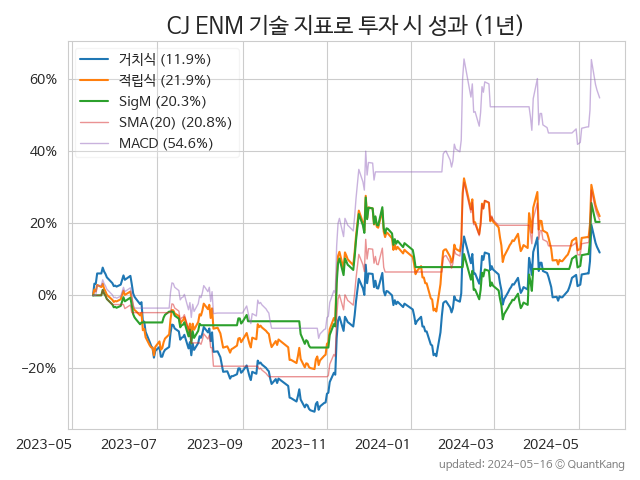 CJ ENM 기술 지표로 투자 시 성과 (1년)
거치식 (11.9%)
적립식 (21.9%)
SigM (20.3%)
SMA(20) (20.8%)
MACD (54.6%)
60%
40%
20%
0%
−20%
2023-05 2023-07 2023-09 2023-11 2024-01 2024-03 2024-05
updated: 2024-05-16 © QuantKang